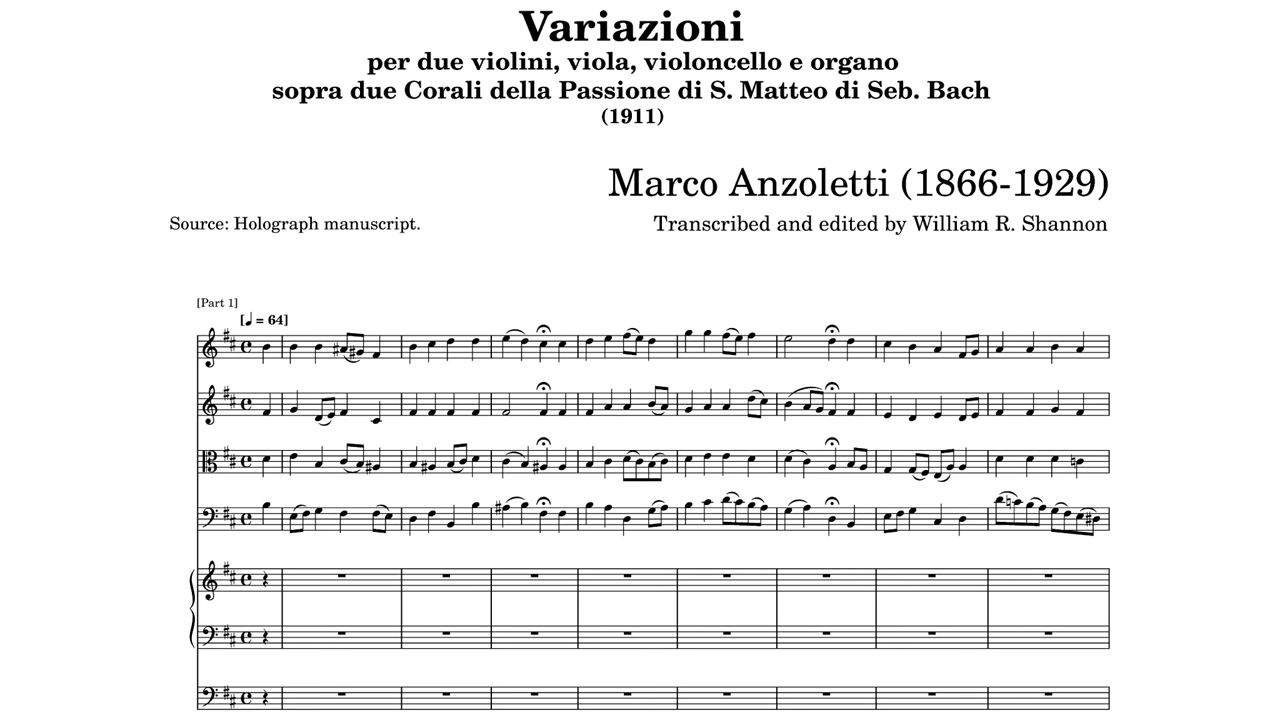 Variazioni
per due violini, viola, violoncello e organo
sopra due Corali della Passione di S. Matteo di Seb. Bach
(1911)
Marco Anzoletti (1866-1929)
Source: Holograph manuscript.
Transcribed and edited by William R. Shannon
[Part 1]
[♩ = 64]